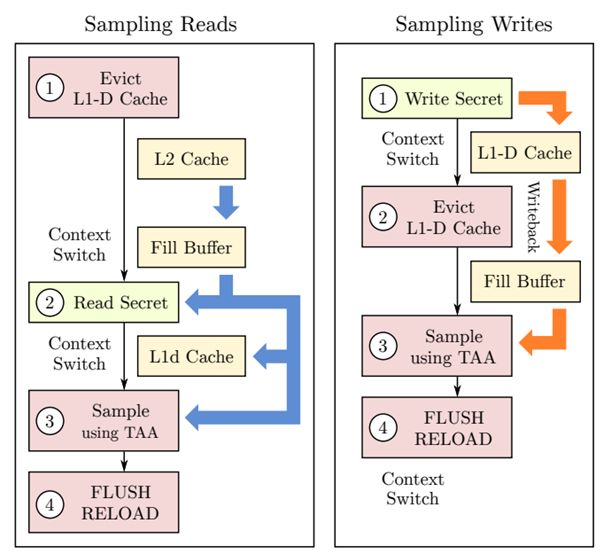 Sampling Reads
1
Evict
L1-D Cache
L2 Cache
Fill Buffer
Context
Switch
2
Read Secret
Context
Switch
L1d Cache
3
Sample
using TAA
4
FLUSH
RELOAD
Sampling Writes
1
Write Secret
Context
Switch
L1-D Cache
2
Evict
L1-D Cache
Writeback
Fill Buffer
3
Sample
using TAA
4
FLUSH
RELOAD
Context
Switch